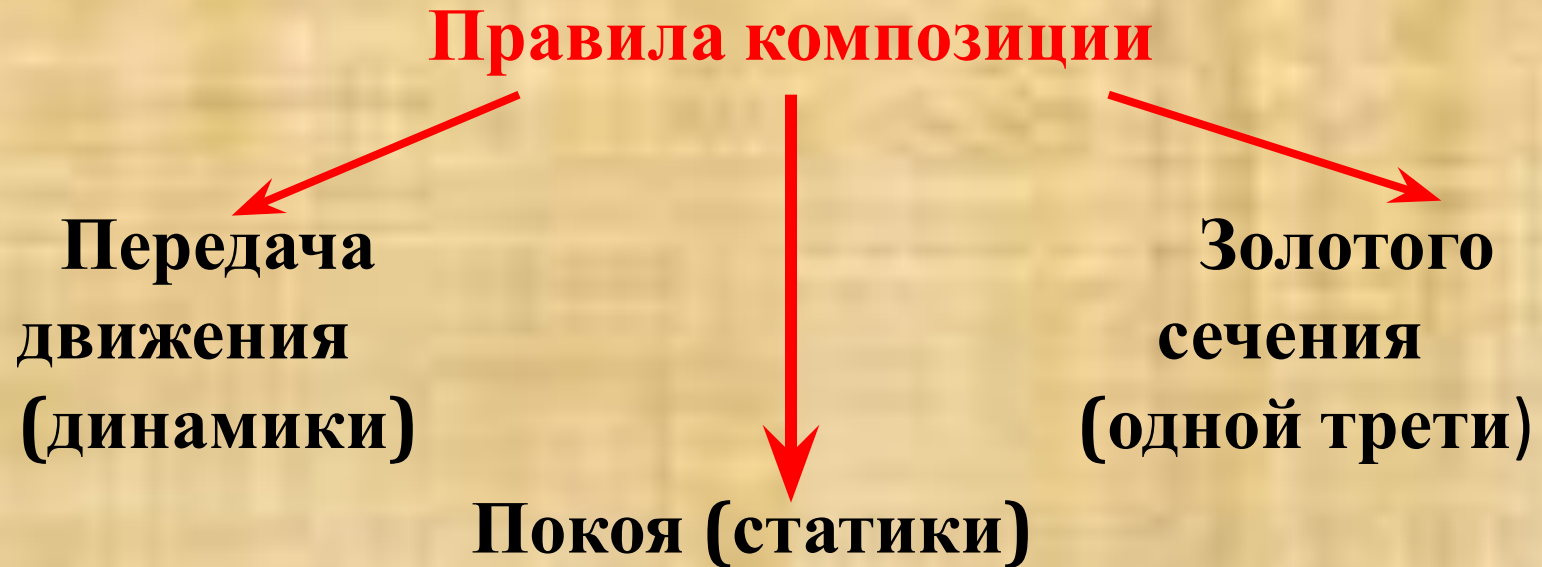 Правила композиции
Передача
движения
(динамики)
Золотого
сечения
(одной трети)
Покоя (статики)